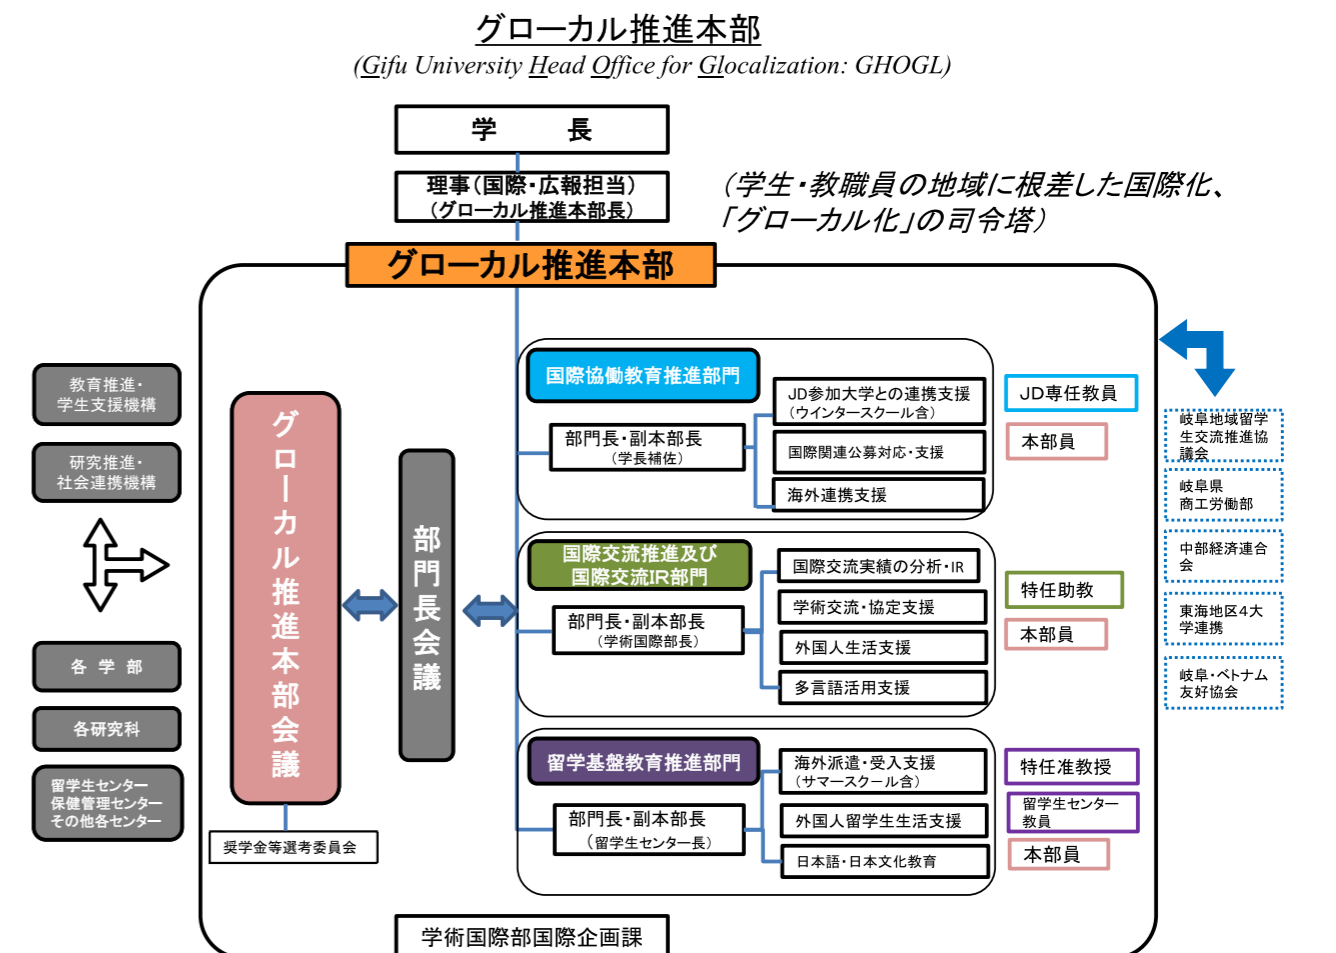 グローカル推進本部
(Gifu University Head Office for Glocalization: GHOGL)
学　長
理事（国際・広報担当）
（グローカル推進本部長）
（学生・教職員の地域に根差した国際化、
「グローカル化」の司令塔）
グローカル推進本部
教育推進・
学生支援機構
研究推進・
社会連携機構
各 学 部
各研究科
留学生センター
保健管理センター
その他各センター
グローカル推進本部会議
奨学金等選考委員会
部門長会議
国際協働教育推進部門
部門長・副本部長
（学長補佐）
JD参加大学との連携支援
（ウインタースクール含）
国際関連公募対応・支援
海外連携支援
JD専任教員
本部員
国際交流推進及び
国際交流IR部門
部門長・副本部長
（学術国際部長）
国際交流実績の分析・IR
学術交流・協定支援
外国人生活支援
多言語活用支援
特任助教
本部員
留学基盤教育推進部門
部門長・副本部長
（留学生センター長）
海外派遣・受入支援
（サマースクール含）
外国人留学生生活支援
日本語・日本文化教育
特任准教授
留学生センター
教員
本部員
岐阜地域留学
生交流推進協
議会
岐阜県
商工労働部
中部経済連合
会
東海地区４大
学連携
岐阜・ベトナム
友好協会
学術国際部国際企画課